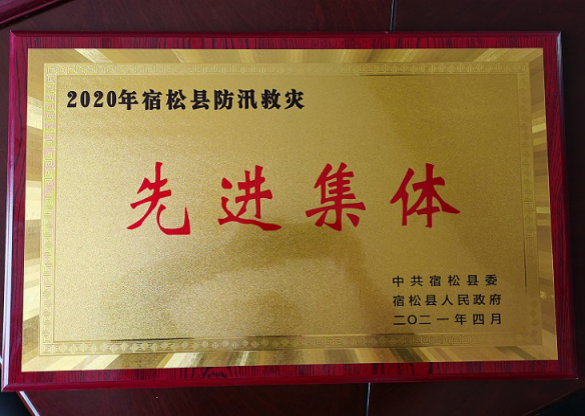 2020年宿松县防汛救灾
先进集体
中共宿松县委
宿松县人民政府
二〇二一年四月